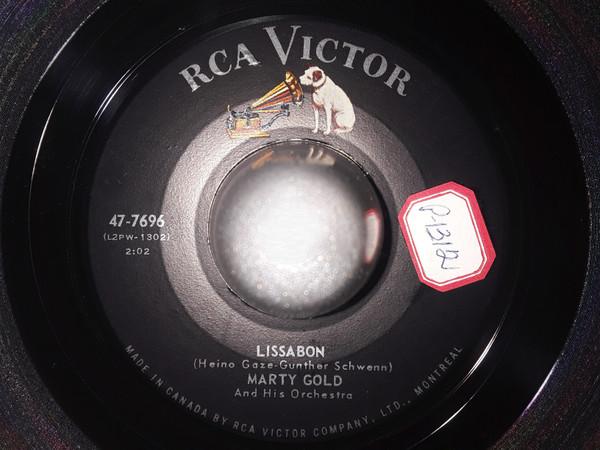 RCA VICTOR
47-7696
(L2PW-1302)
2:02
P-1312
LISSABON
(Heino Gaze-Gunther Schwenn)
MARTY GOLD
And His Orchestra
MADE IN CANADA BY RCA VICTOR COMPANY, LTD., MONTREAL